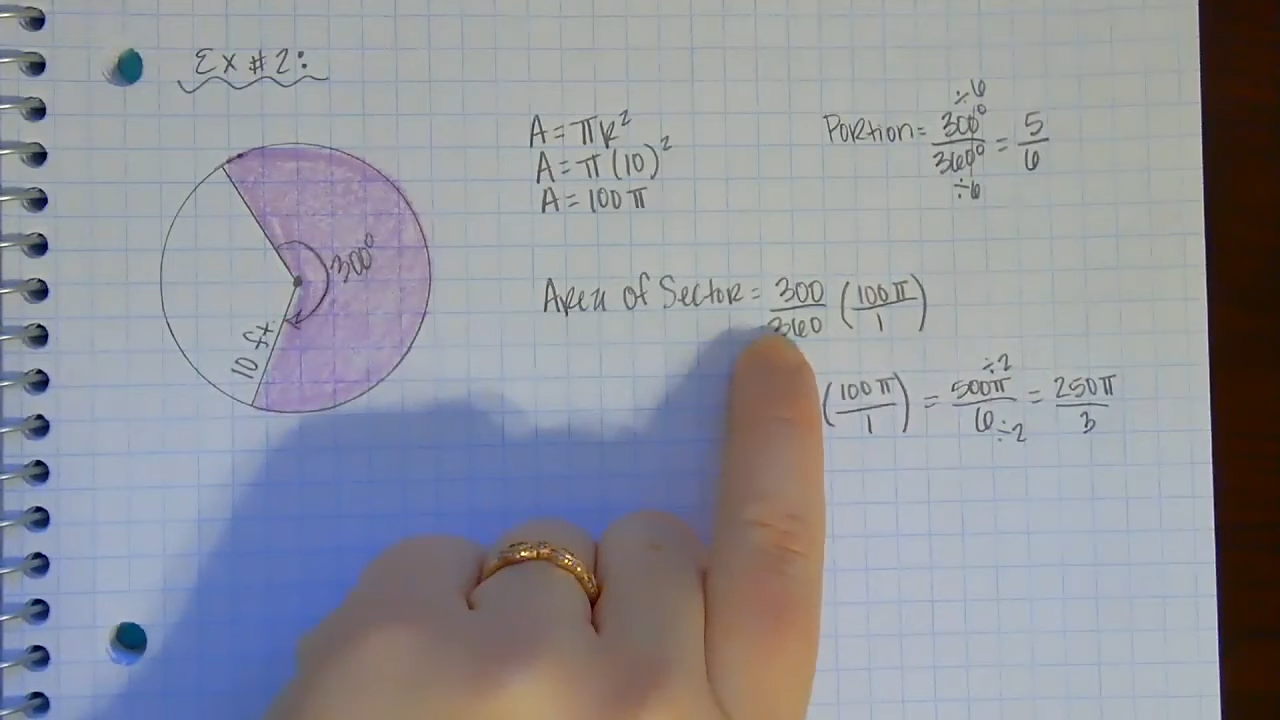 Ex #2:
A = πr²
A = π(10)²
A = 100π
÷6
Portion = 300°/360° = 5/6
÷6
300°
10 ft.
Area of Sector = 300/360 (100π/1)
(100π/1) = 500π/6 = 250π/3
÷2
÷2